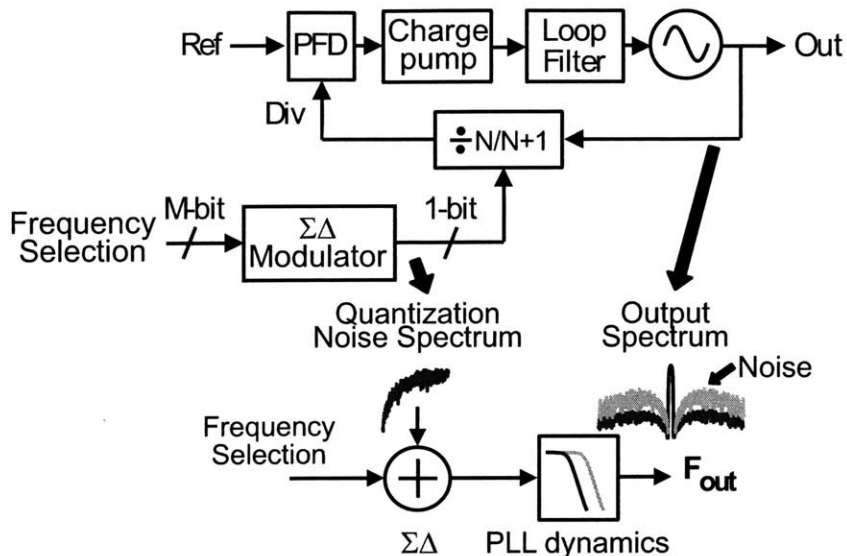 Ref
PFD
Charge
pump
Loop
Filter
Out
Div
÷N/N+1
Frequency
Selection
M-bit
ΣΔ
Modulator
1-bit
Quantization
Noise Spectrum
Output
Spectrum
Noise
Frequency
Selection
+
Fout
ΣΔ
PLL dynamics